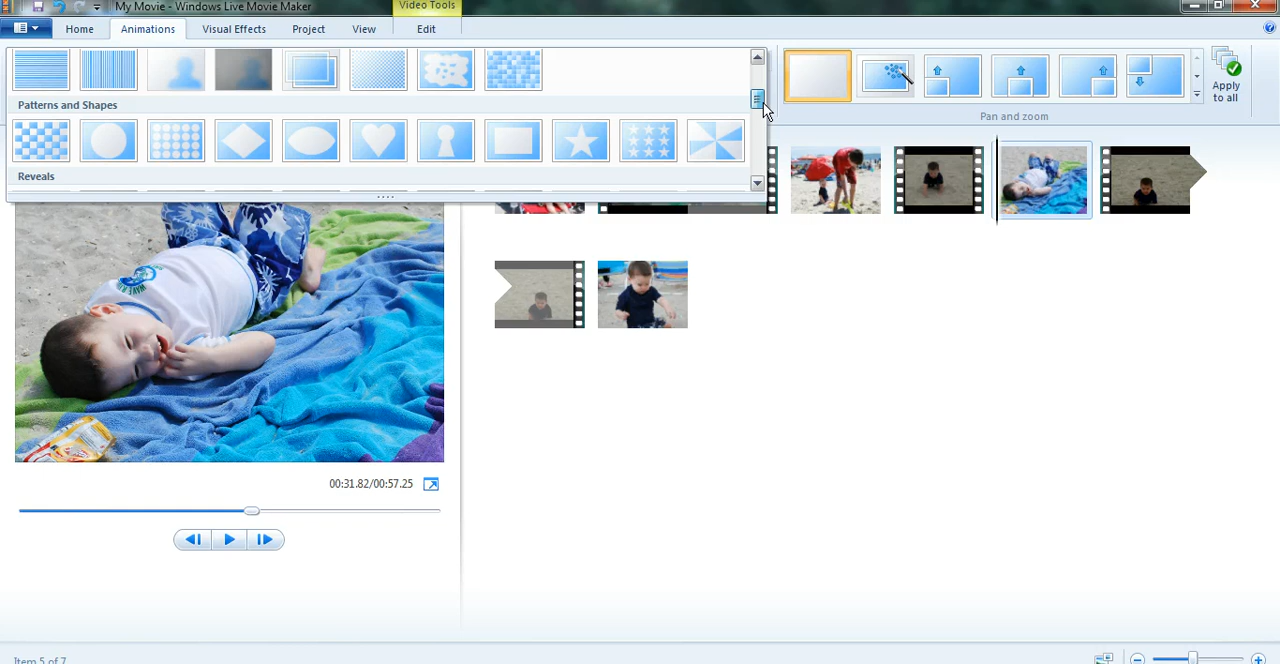 My Movie - Windows Live Movie Maker
Video Tools
Home
Animations
Visual Effects
Project
View
Edit
Patterns and Shapes
Reveals
Apply
to all
Pan and zoom
00:31.82/00:57.25
Item 5 of 7